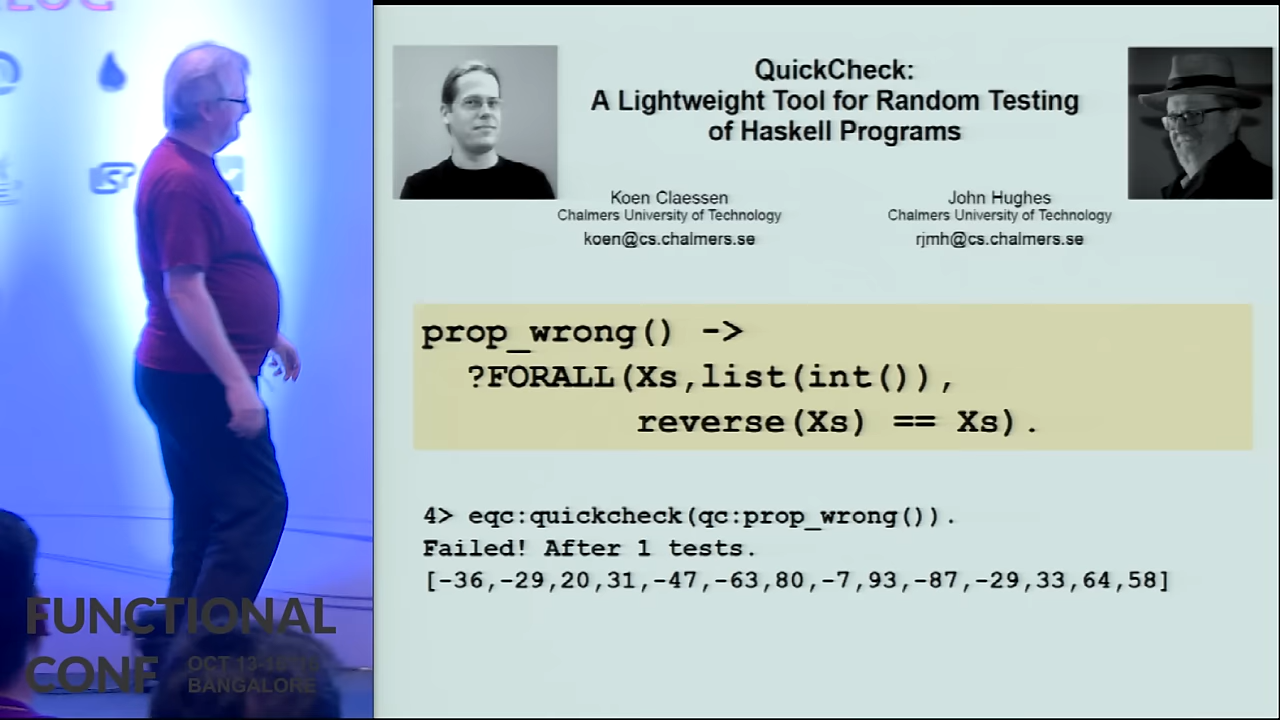 QuickCheck:
A Lightweight Tool for Random Testing
of Haskell Programs
Koen Claessen
Chalmers University of Technology
koen@cs.chalmers.se
John Hughes
Chalmers University of Technology
rjmh@cs.chalmers.se
prop_wrong() ->
?FORALL(Xs,list(int()),
reverse(Xs) == Xs).
4> eqc:quickcheck(qc:prop_wrong()).
Failed! After 1 tests.
[-36,-29,20,31,-47,-63,80,-7,93,-87,-29,33,64,58]
FUNCTIONAL
CONF
OCT
BANGALORE